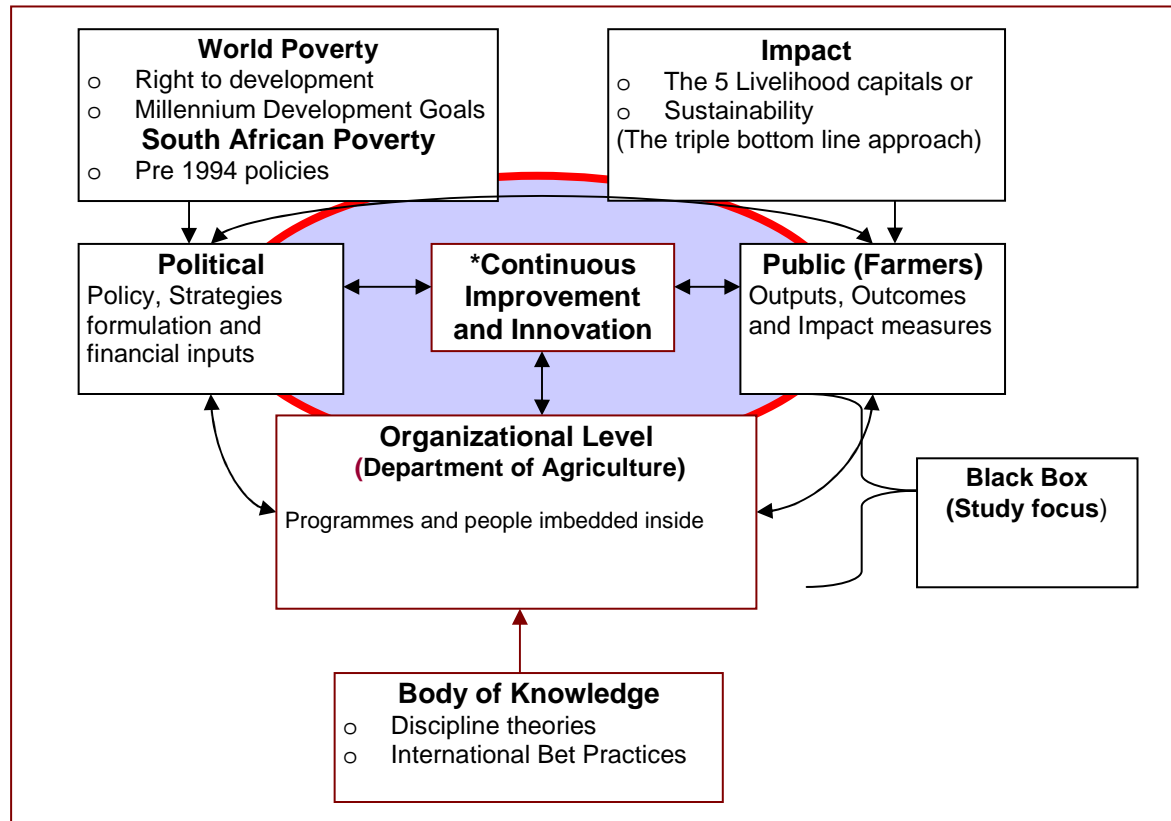 World Poverty
o Right to development
o Millennium Development Goals
South African Poverty
o Pre 1994 policies
Impact
o The 5 Livelihood capitals or
o Sustainability
(The triple bottom line approach)
Political
Policy, Strategies
formulation and
financial inputs
*Continuous
Improvement
and Innovation
Public (Farmers)
Outputs, Outcomes
and Impact measures
Organizational Level
(Department of Agriculture)
Programmes and people imbedded inside
Black Box
(Study focus)
Body of Knowledge
o Discipline theories
o International Bet Practices